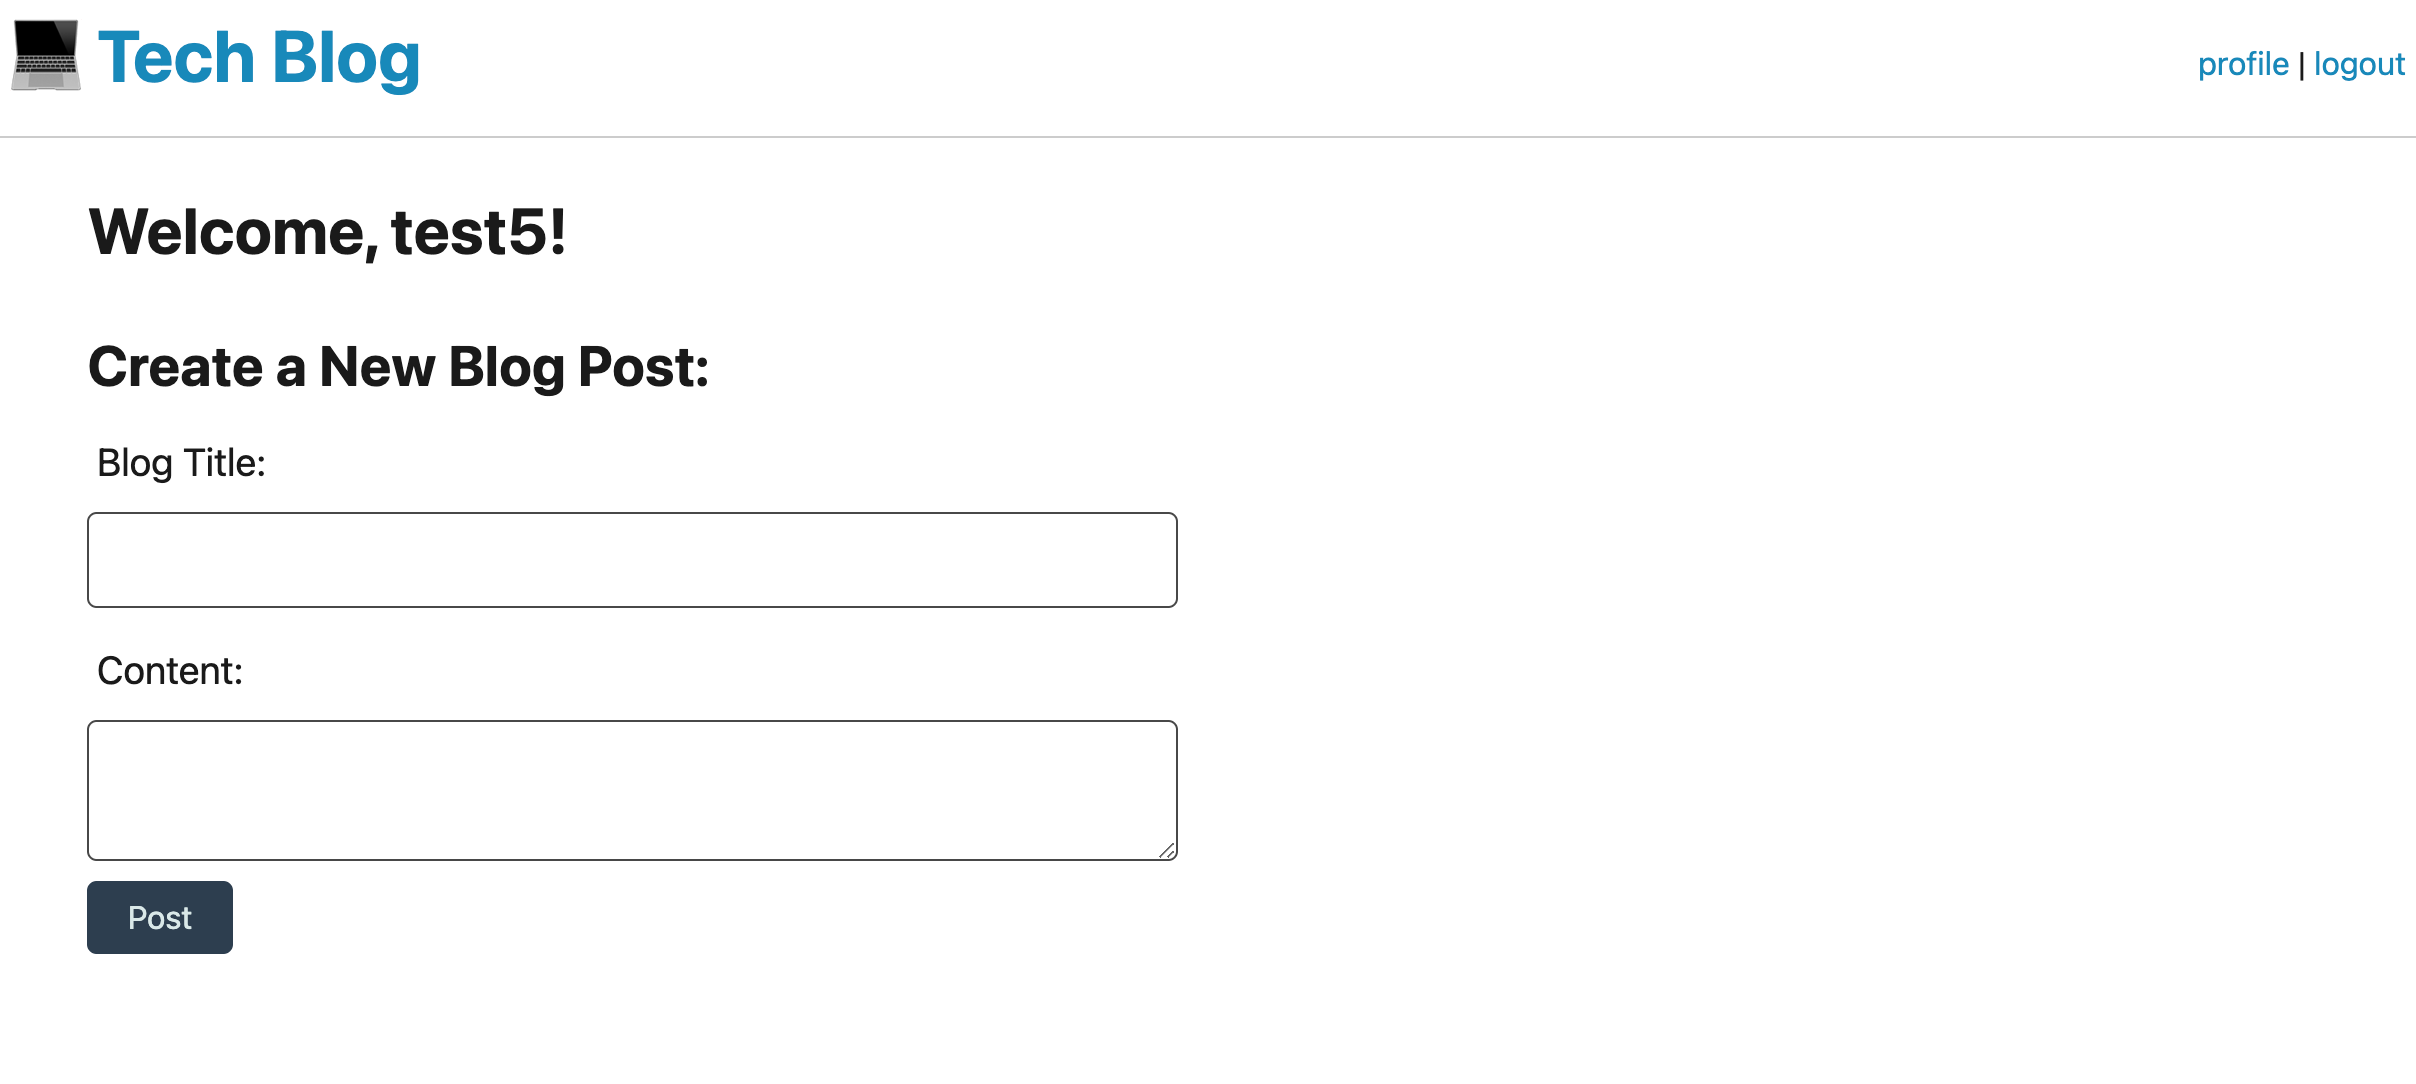 Tech Blog
profile | logout
Welcome, test5!
Create a New Blog Post:
Blog Title:
Content:
Post